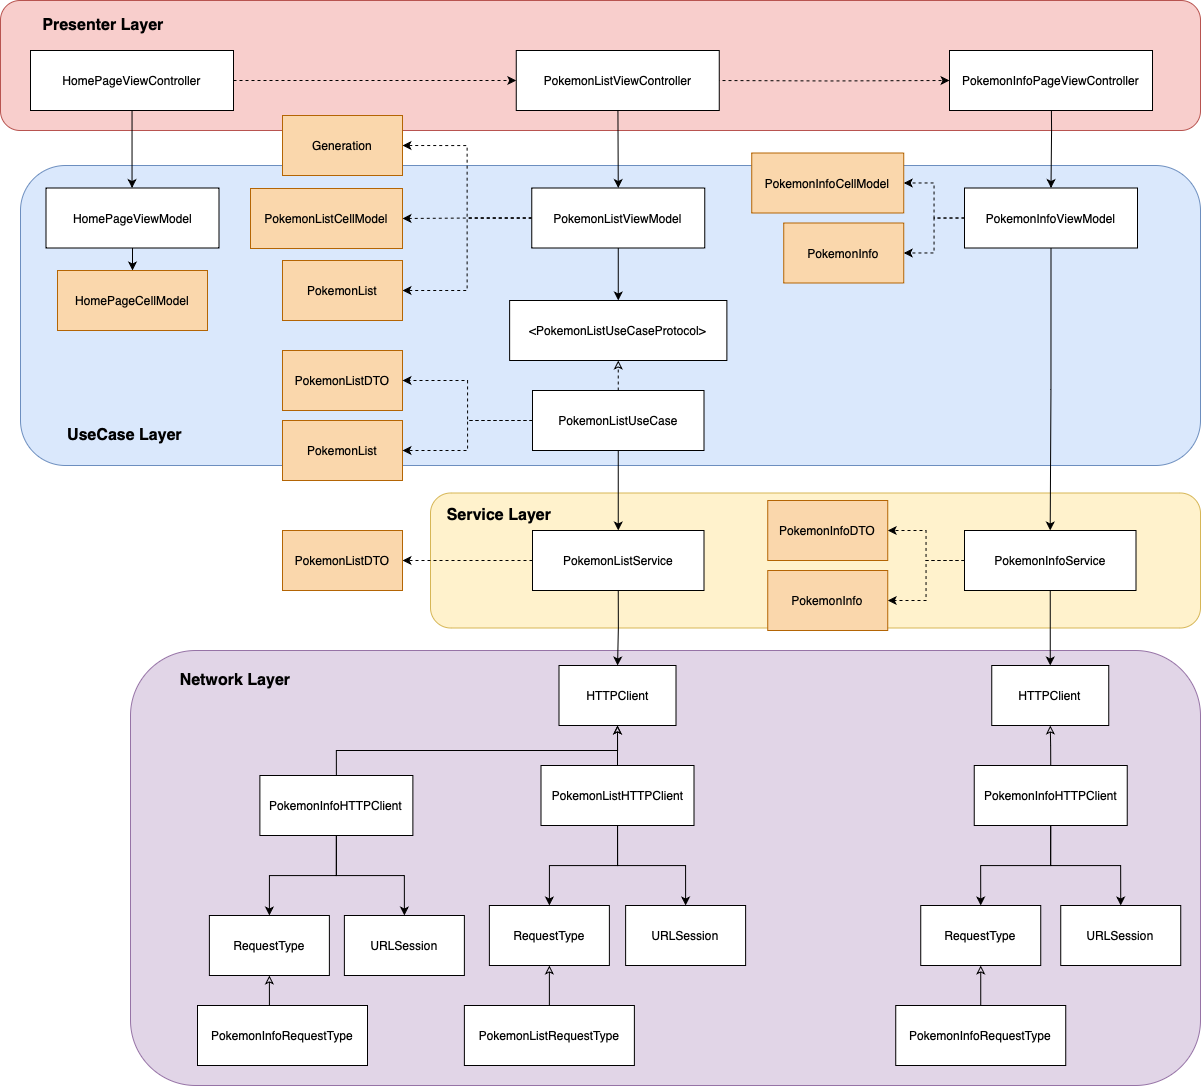 Presenter Layer
HomePageViewController
PokemonListViewController
PokemonInfoPageViewController
Generation
PokemonInfoCellModel
HomePageViewModel
PokemonListCellModel
PokemonListViewModel
PokemonInfoViewModel
PokemonInfo
HomePageCellModel
PokemonList
<PokemonListUseCaseProtocol>
PokemonListDTO
PokemonListUseCase
UseCase Layer
PokemonList
Service Layer
PokemonInfoDTO
PokemonListDTO
PokemonListService
PokemonInfoService
PokemonInfo
Network Layer
HTTPClient
HTTPClient
PokemonInfoHTTPClient
PokemonListHTTPClient
PokemonInfoHTTPClient
RequestType
URLSession
RequestType
URLSession
RequestType
URLSession
PokemonInfoRequestType
PokemonListRequestType
PokemonInfoRequestType